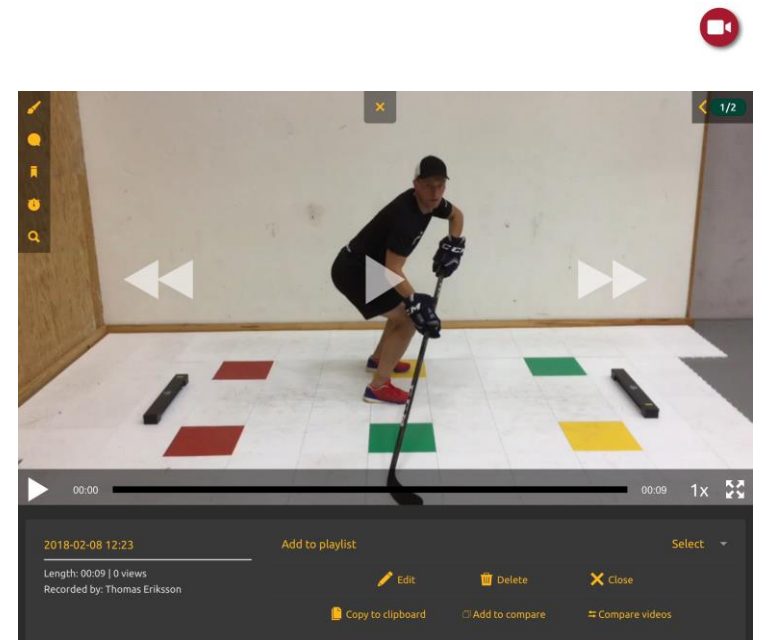 1/2
CCM
00:00
00:09
1x
2018-02-08 12:23
Add to playlist
Select
Length: 00:09 | 0 views
Recorded by: Thomas Eriksson
Edit
Delete
Close
Copy to clipboard
Add to compare
Compare videos